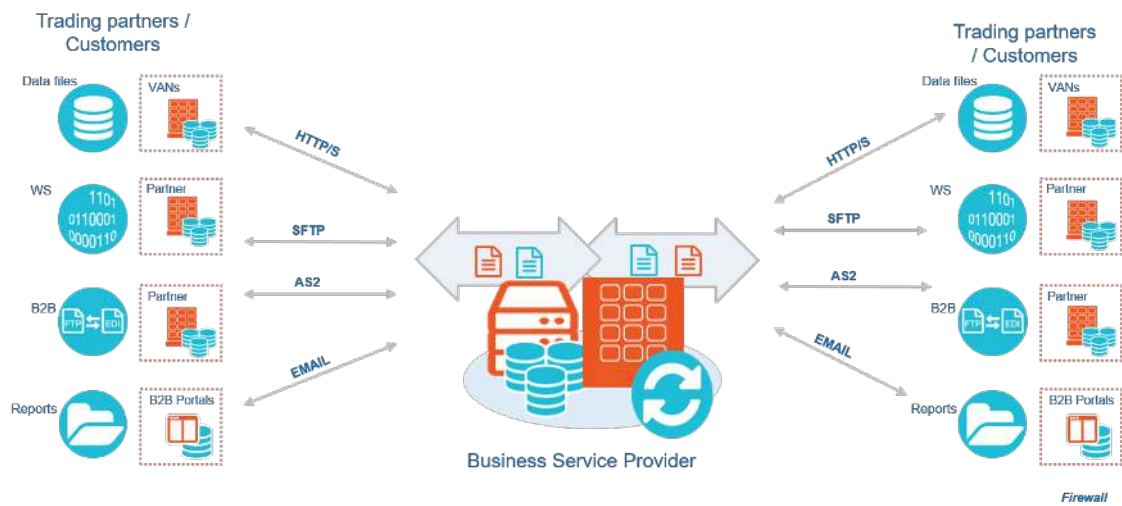 Trading partners /
Customers
Data files
VANs
HTTP/S
WS
1101
0110001
0000110
Partner
SFTP
B2B
FTP
EDI
Partner
AS2
Reports
B2B Portals
EMAIL
Business Service Provider
Trading partners
/ Customers
Data files
VANs
HTTP/S
WS
1101
0110001
0000110
Partner
SFTP
B2B
FTP
EDI
Partner
AS2
Reports
B2B Portals
EMAIL
Firewall